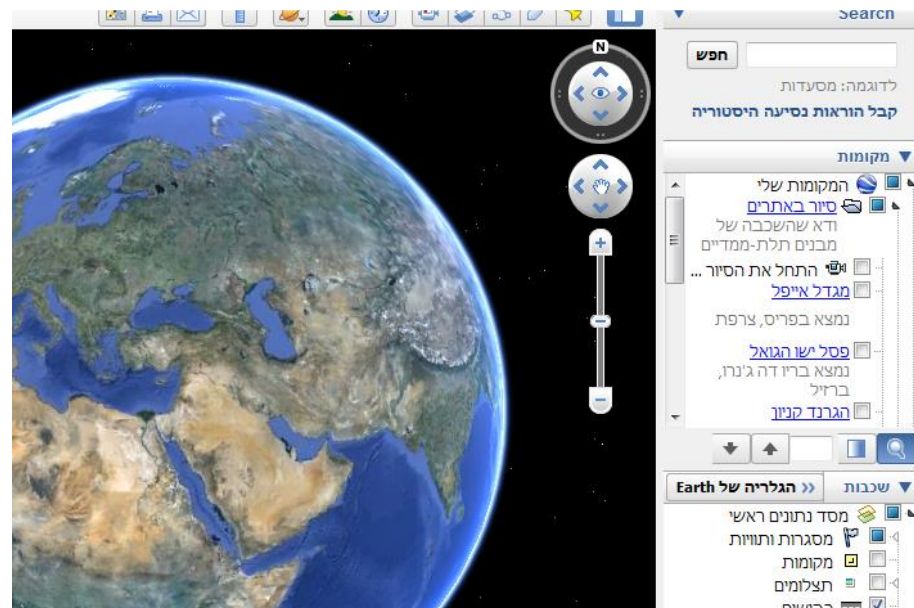 Search
חפש
לדוגמה: מסעדות
קבל הוראות נסיעה היסטוריה
מקומות
המקומות שלי
סיור באתרים
ודא שהשכבה של
מבנים תלת-ממדיים
התחל את הסיור ...
מגדל אייפל
נמצא בפריס, צרפת
פסל ישו הגואל
נמצא בריו דה ג'נרו,
ברזיל
הגרנד קניון
שכבות
הגלריה של Earth >>
מסד נתונים ראשי
מסגרות ותוויות
מקומות
תצלומים
כבישים
N